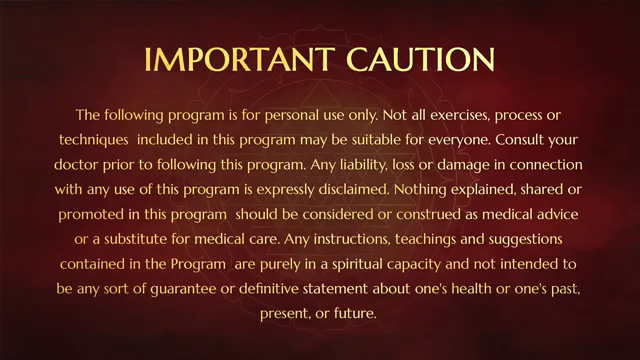 IMPORTANT CAUTION
The following program is for personal use only. Not all exercises, process or
techniques included in this program may be suitable for everyone. Consult your
doctor prior to following this program. Any liability, loss or damage in connection
with any use of this program is expressly disclaimed. Nothing explained, shared or
promoted in this program should be considered or construed as medical advice
or a substitute for medical care. Any instructions, teachings and suggestions
contained in the Program are purely in a spiritual capacity and not intended to
be any sort of guarantee or definitive statement about one's health or one's past,
present, or future.